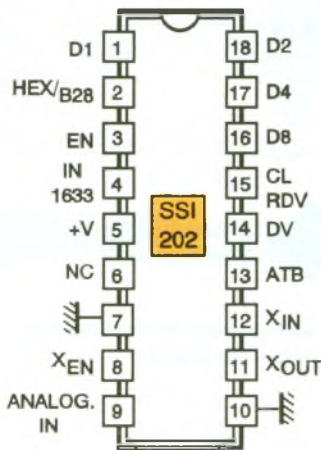 D1 1 18 D2
HEX/B28 2 17 D4
EN 3 16 D8
IN 1633 4 15 CL RDV
+V 5 14 DV
NC 6 13 ATB
7 12 XIN
XEN 8 11 XOUT
ANALOG. IN 9 10
SSI
202